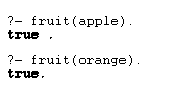 ?- fruit(apple).
true .
?- fruit(orange).
true.